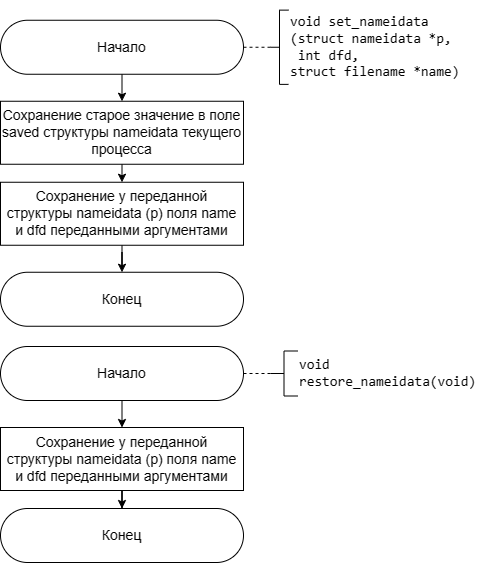 Начало
void set_nameidata
(struct nameidata *p,
int dfd,
struct filename *name)
Сохранение старое значение в поле
saved структуры nameidata текущего
процесса
Сохранение у переданной
структуры nameidata (p) поля name
и dfd переданными аргументами
Конец
Начало
void
restore_nameidata(void)
Сохранение у переданной
структуры nameidata (p) поля name
и dfd переданными аргументами
Конец